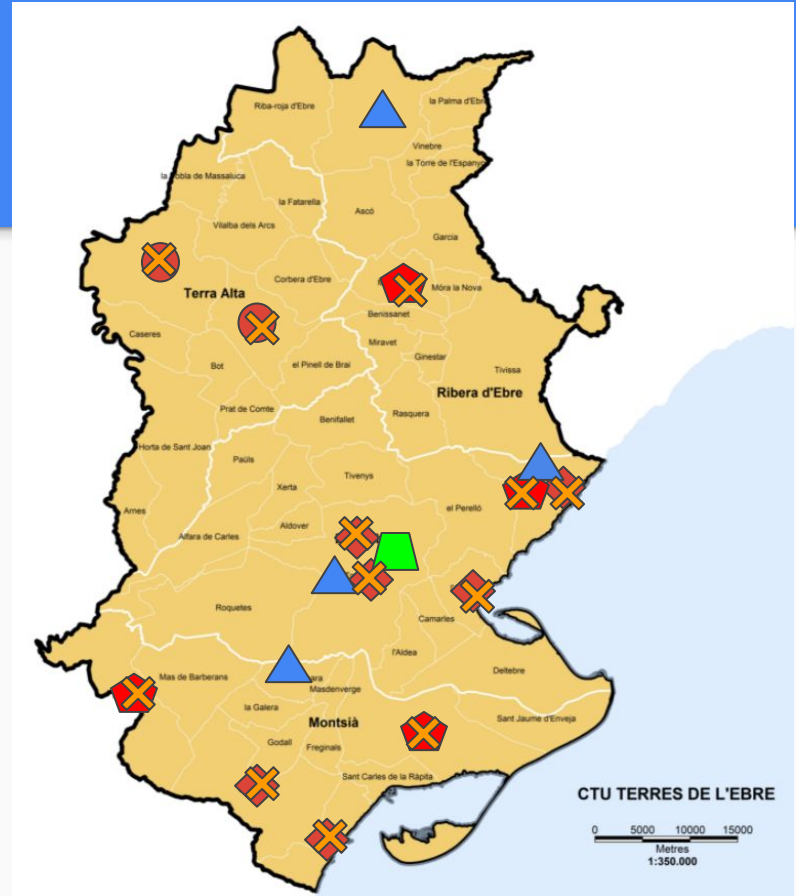 la Palma d'Ebr
Riba-roja d'Ebre
Vinebre
la Torre de l'Espanyo
la Pobla de Massaluca
la Fatarella
Ascó
Vilalba dels Arcs
Garcia
Corbera d'Ebre
Móra la Nova
Terra Alta
Benissanet
Caseres
Miravet
Ginestar
Bot
el Pinell de Brai
Tivissa
Ribera d'Ebre
Prat de Comte
Rasquera
Benifallet
Horta de Sant Joan
Paüls
Tivenys
Xerta
el Perelló
Arnes
Aldover
Alfara de Carles
Roquetes
Camarles
l'Aldea
Deltebre
Mas de Barberans
ara
Masdenverge
la Galera
Sant Jaume d'Enveja
Montsià
Godall
Freginals
Sant Carles de la Ràpita
CTU TERRES DE L'EBRE
0 5000 10000 15000
Metres
1:350.000